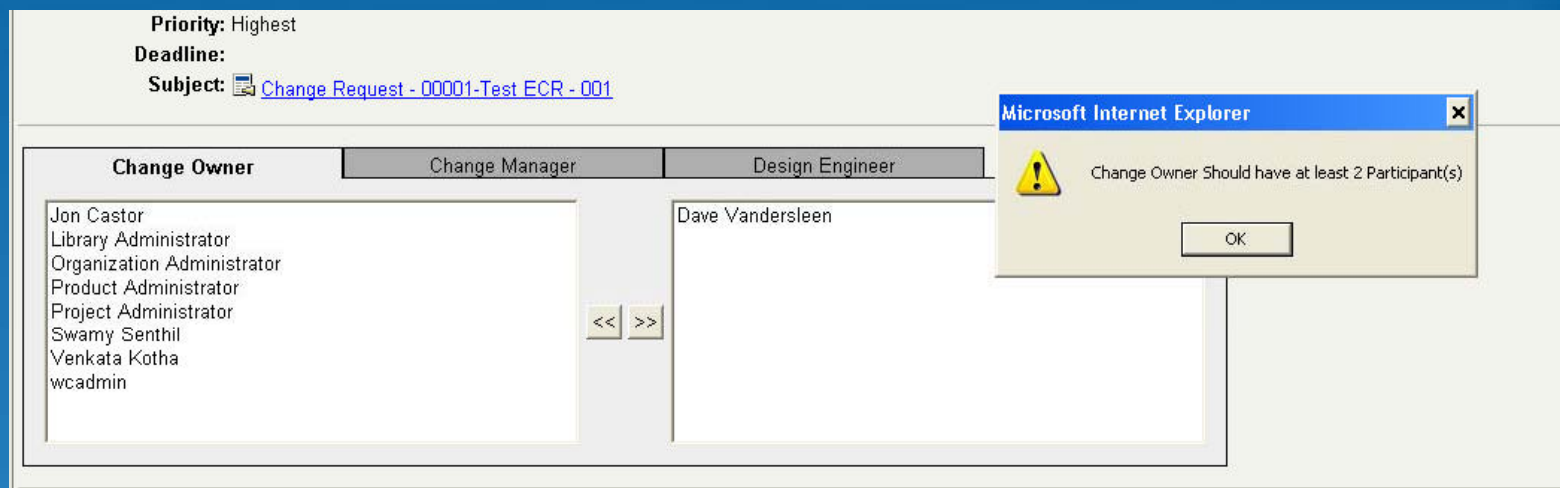 Priority: Highest
Deadline:
Subject: Change Request - 00001-Test ECR - 001
Microsoft Internet Explorer
Change Owner Should have at least 2 Participant(s)
OK
Change Owner
Change Manager
Design Engineer
Jon Castor
Library Administrator
Organization Administrator
Product Administrator
Project Administrator
Swamy Senthil
Venkata Kotha
wcadmin
<< >>
Dave Vandersleen